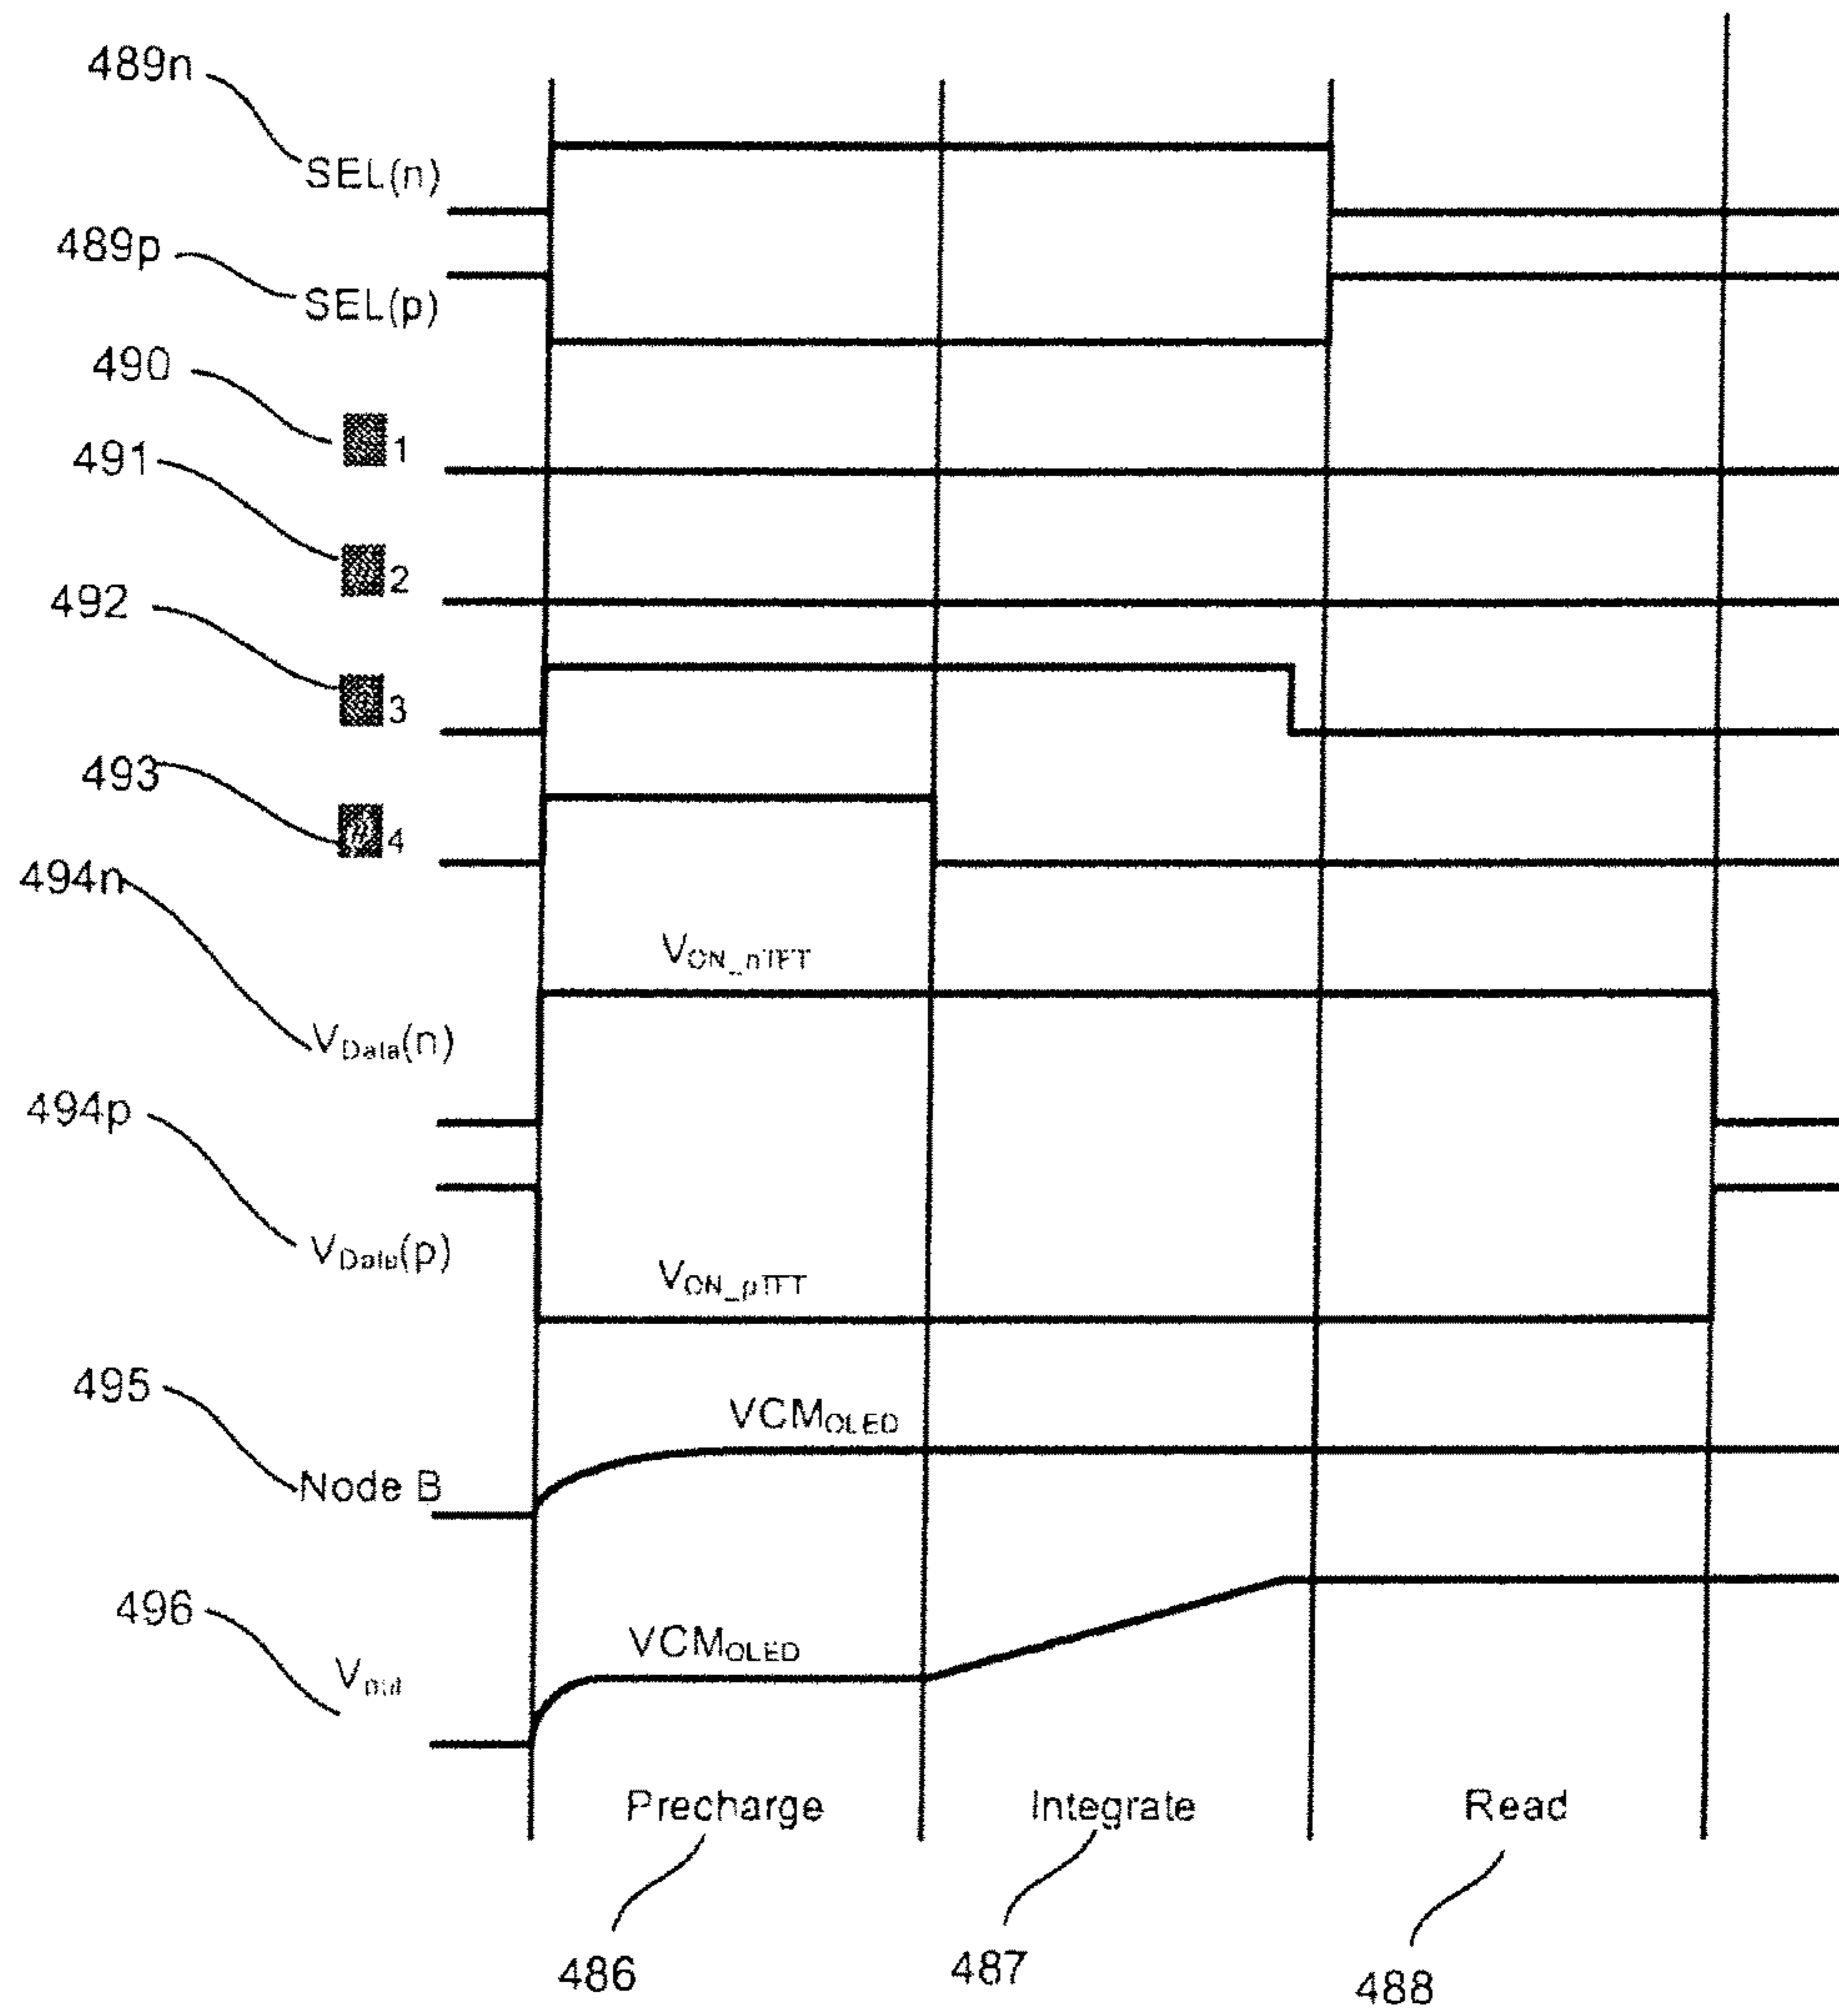 489n
SEL(n)
489p
SEL(p)
490
1
491
2
492
3
493
4
494n
VON_nTFT
VData(n)
494p
VData(p)
VON_pTFT
495
VCMOLED
Node B
496
VCMOLED
Vout
Precharge
Integrate
Read
486
487
488